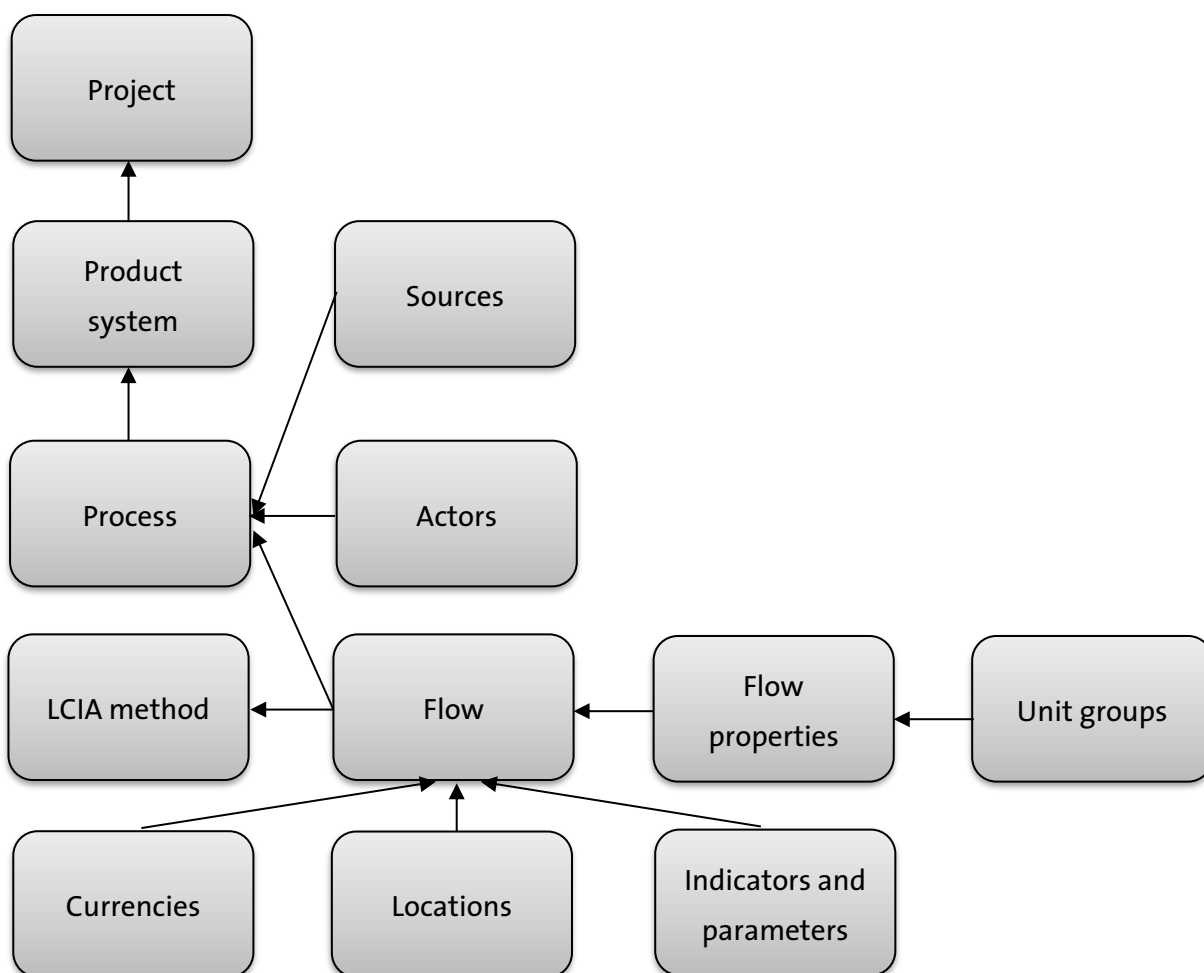 Project
Product
system
Sources
Process
Actors
LCIA method
Flow
Flow
properties
Unit groups
Currencies
Locations
Indicators and
parameters